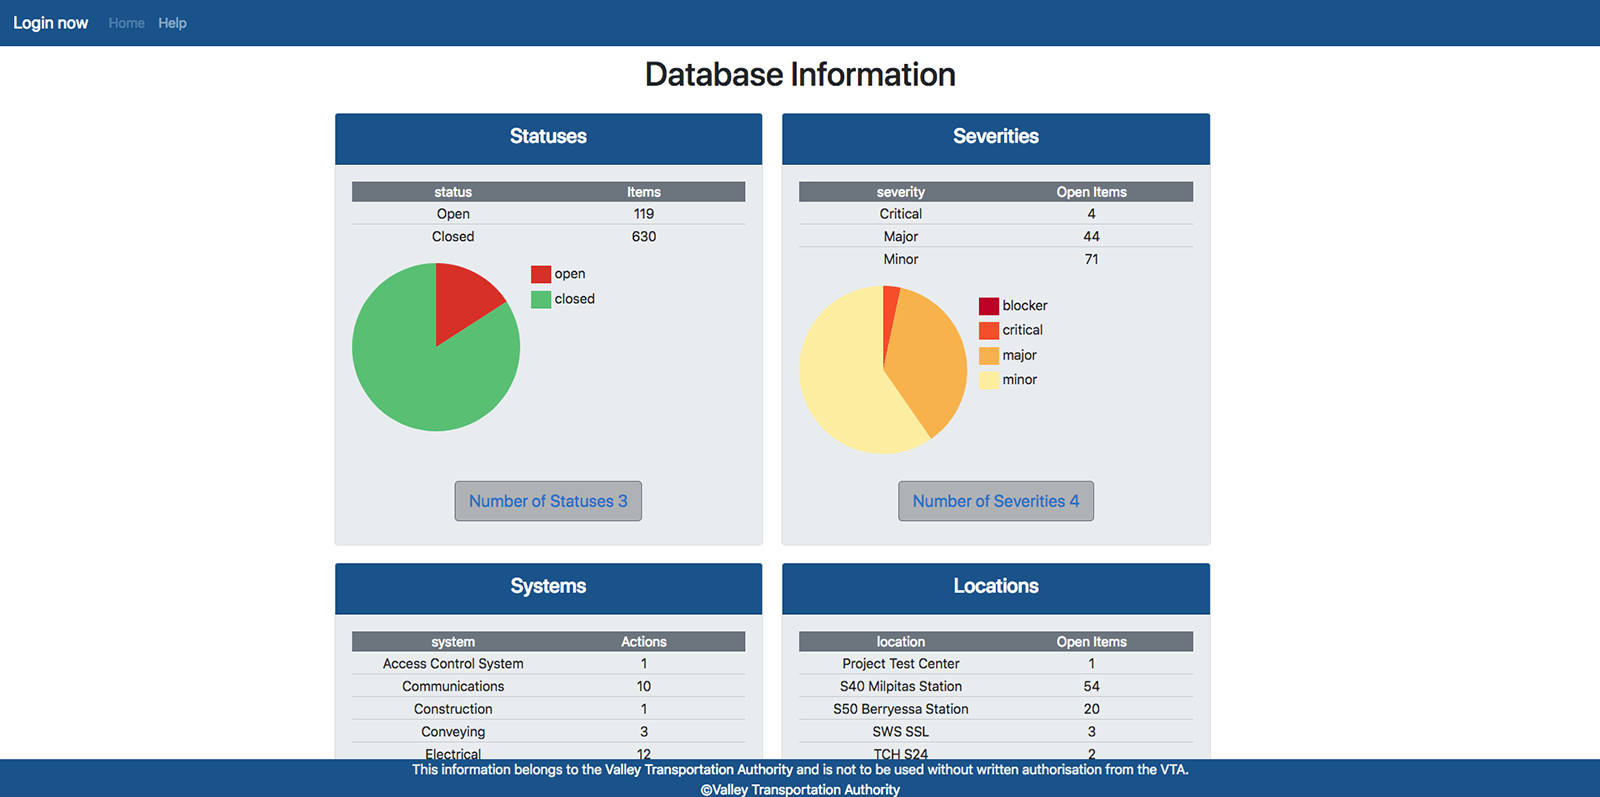 Login now Home Help
Database Information
Statuses
status Items
Open 119
Closed 630
open
closed
Number of Statuses 3
Severities
severity Open Items
Critical 4
Major 44
Minor 71
blocker
critical
major
minor
Number of Severities 4
Systems
system Actions
Access Control System 1
Communications 10
Construction 1
Conveying 3
Electrical 12
Locations
location Open Items
Project Test Center 1
S40 Milpitas Station 54
S50 Berryessa Station 20
SWS SSL 3
TCH S24 2
This information belongs to the Valley Transportation Authority and is not to be used without written authorisation from the VTA.
©Valley Transportation Authority